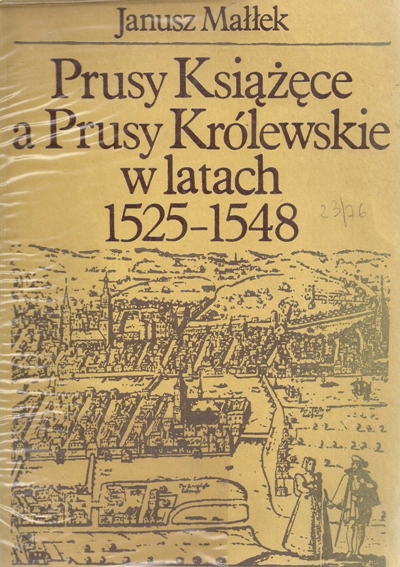 Janusz Małłek
Prusy Książęce
a Prusy Królewskie
w latach
1525-1548
23/76